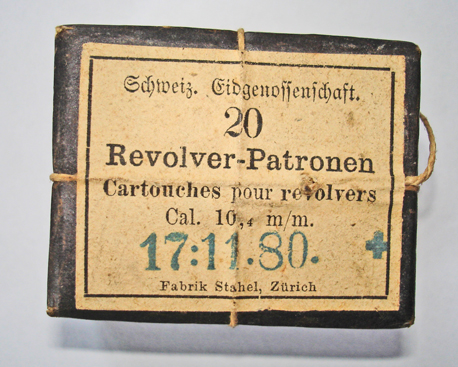 Schweiz. Eidgenossenschaft.
20
Revolver-Patronen
Cartouches pour revolvers
Cal. 10,4 m/m.
17:11.80.
Fabrik Stahel, Zürich